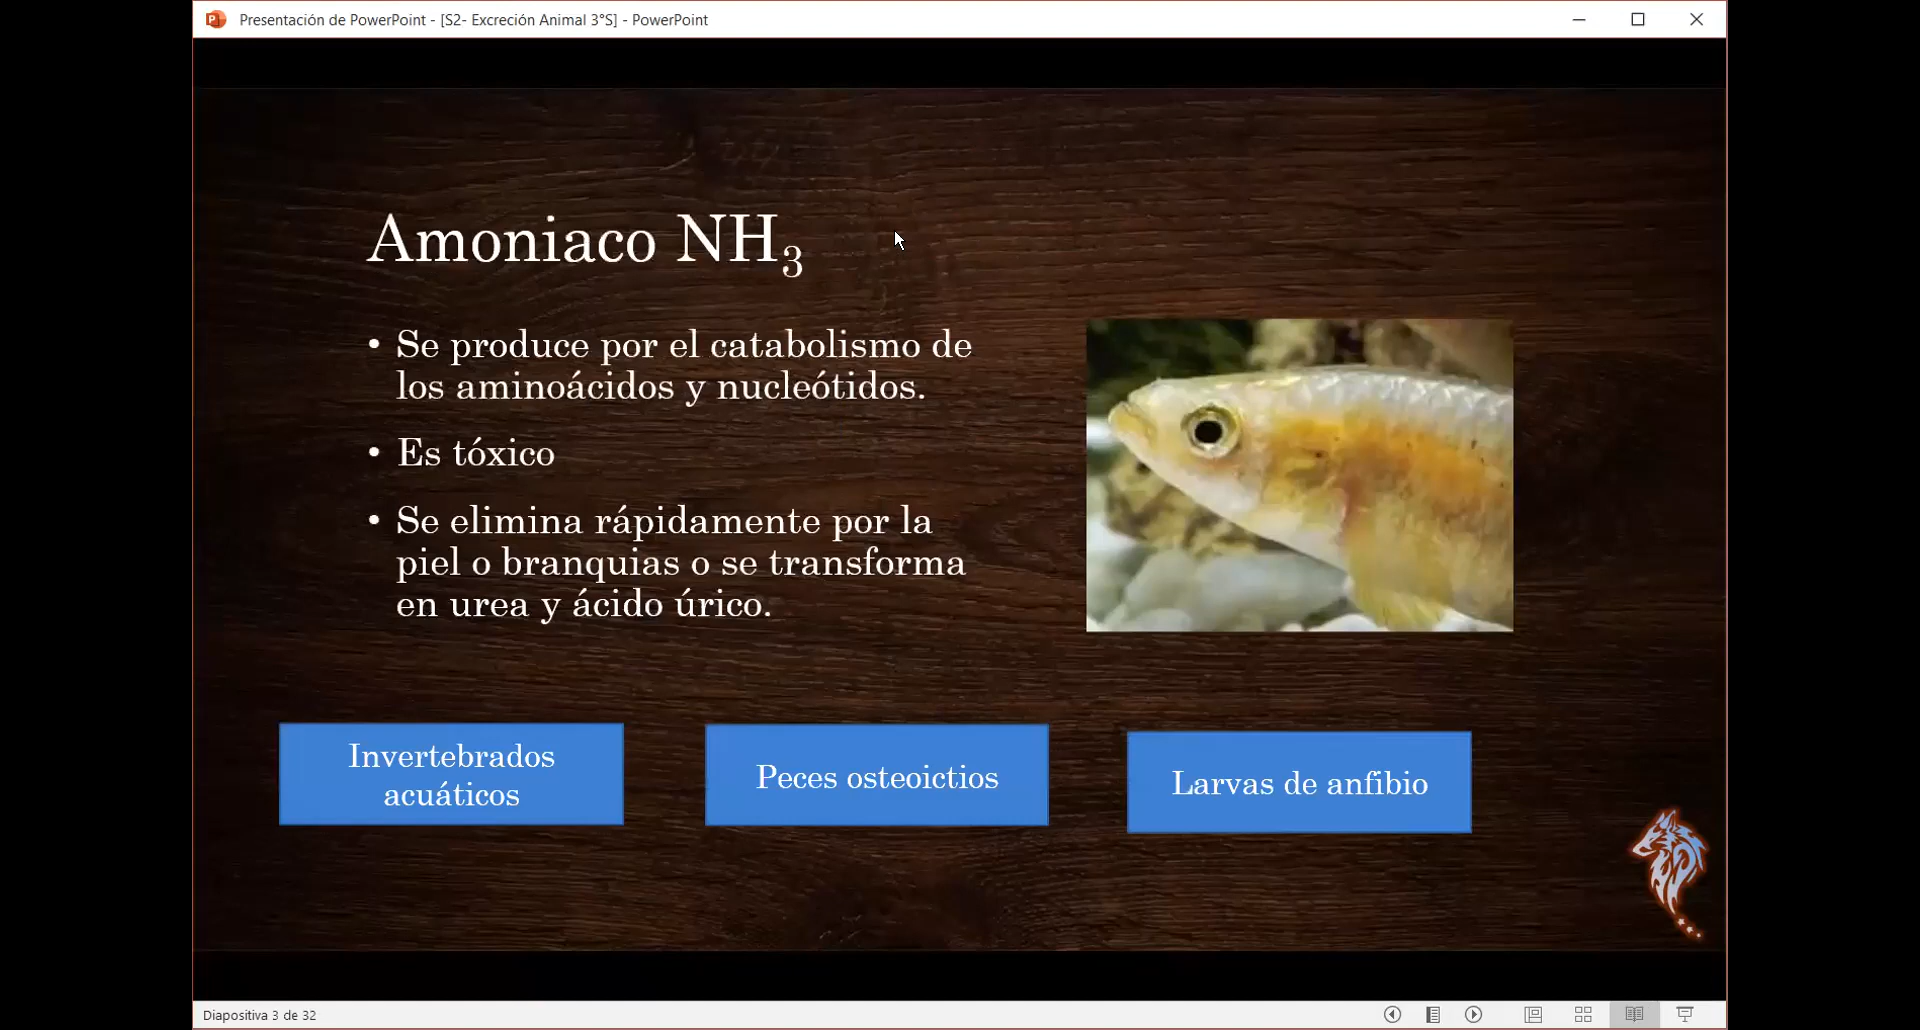 Presentación de PowerPoint - [S2- Excreción Animal 3°S] - PowerPoint
Amoniaco NH₃
• Se produce por el catabolismo de
los aminoácidos y nucleótidos.
• Es tóxico
• Se elimina rápidamente por la
piel o branquias o se transforma
en urea y ácido úrico.
Invertebrados
acuáticos
Peces osteoictios
Larvas de anfibio
Diapositiva 3 de 32